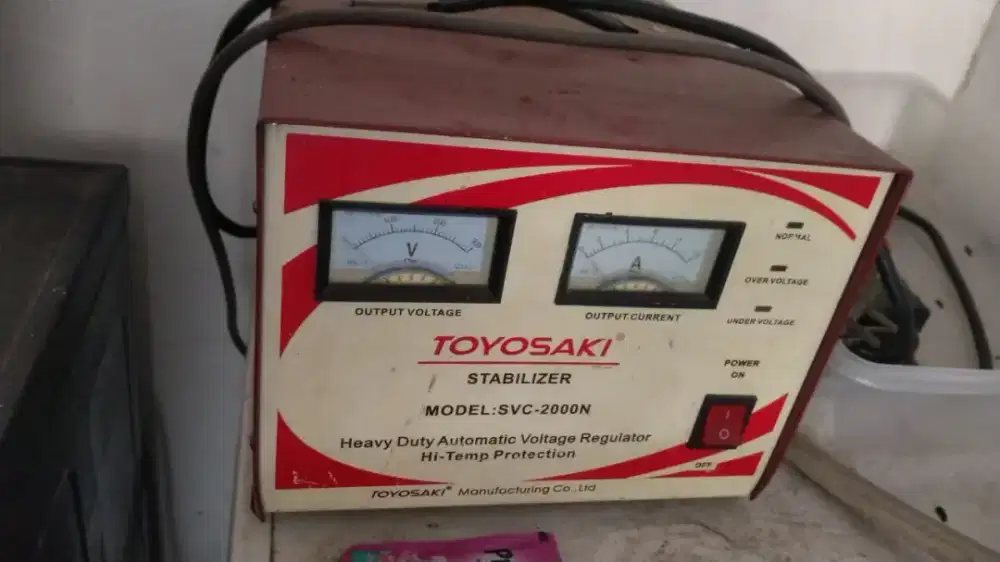 V
A
NORMAL
OVER VOLTAGE
UNDER VOLTAGE
OUTPUT VOLTAGE
OUTPUT CURRENT
TOYOSAKI®
STABILIZER
MODEL:SVC-2000N
Heavy Duty Automatic Voltage Regulator
Hi-Temp Protection
POWER
ON
I
O
OFF
TOYOSAKI® Manufacturing Co.,Ltd